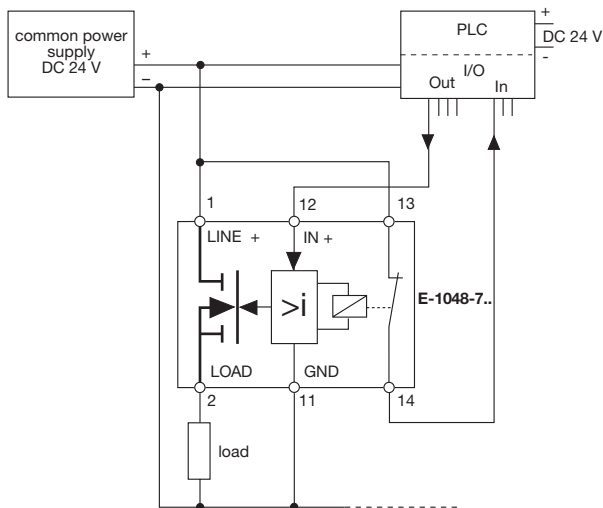 common power
supply
DC 24 V
+
–
PLC
I/O
Out
In
+
DC 24 V
-
1
12
13
LINE +
IN +
>i
E-1048-7..
LOAD
GND
2
11
14
load